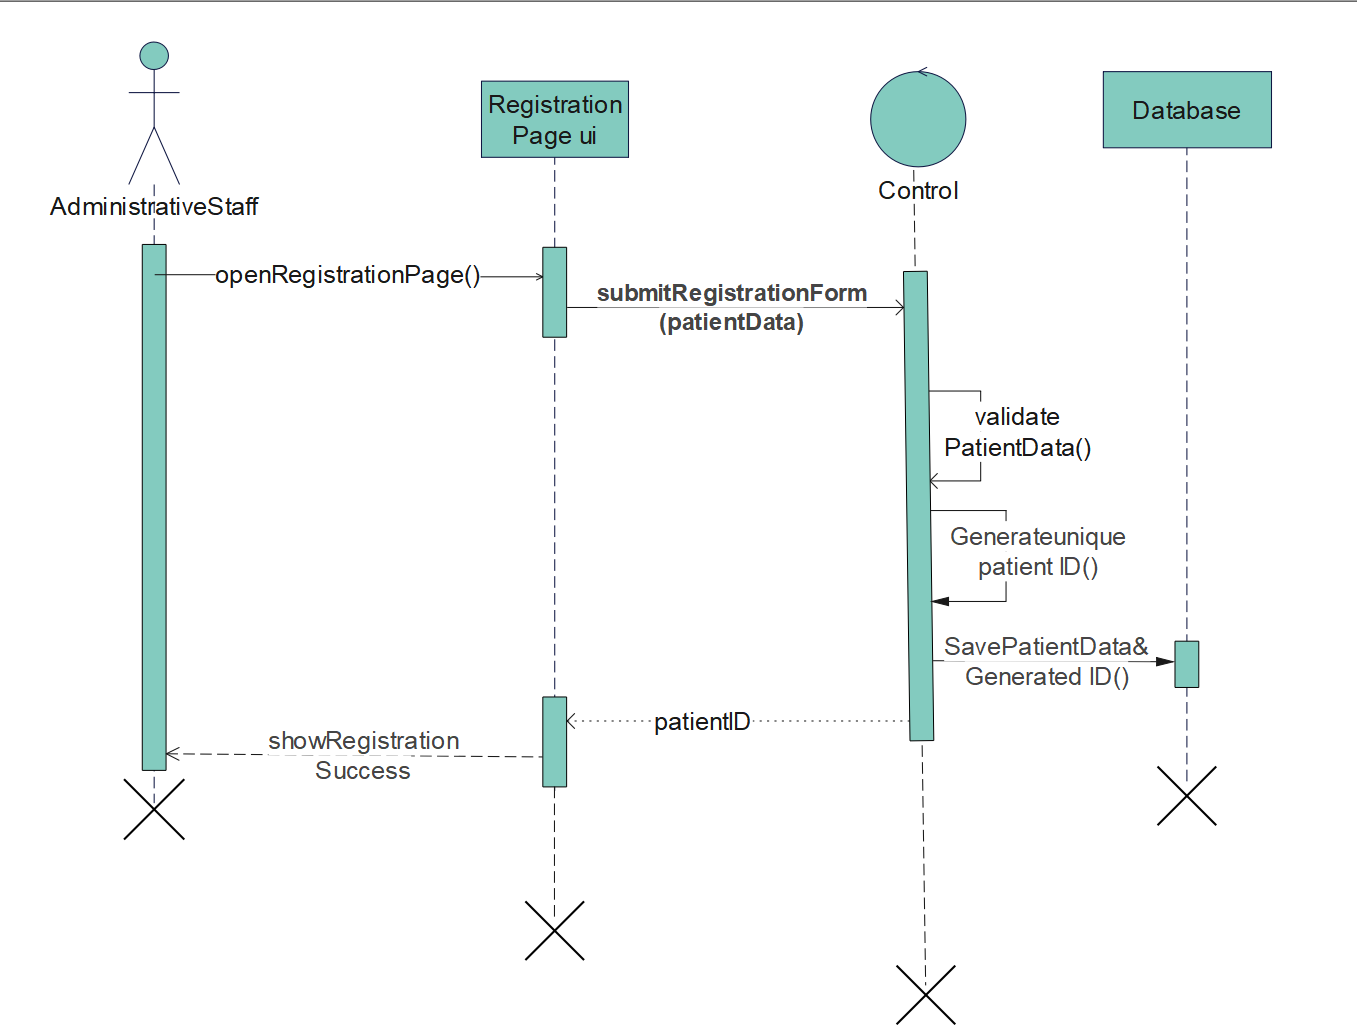 Registration
Page ui
Database
Control
AdministrativeStaff
openRegistrationPage()
submitRegistrationForm
(patientData)
validate
PatientData()
Generateunique
patient ID()
SavePatientData&
Generated ID()
patientID
showRegistration
Success